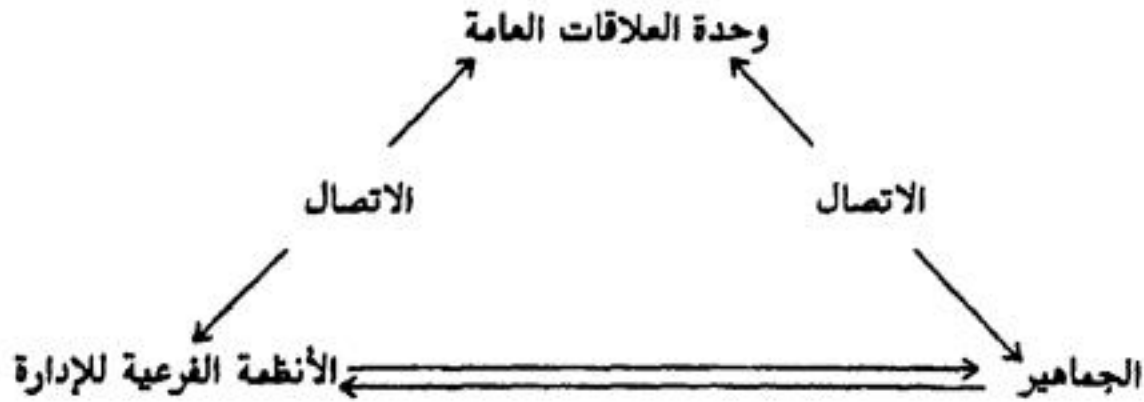 وحدة العلاقات العامة
الاتصال
الاتصال
الجماهير
الأنظمة الفرعية للإدارة